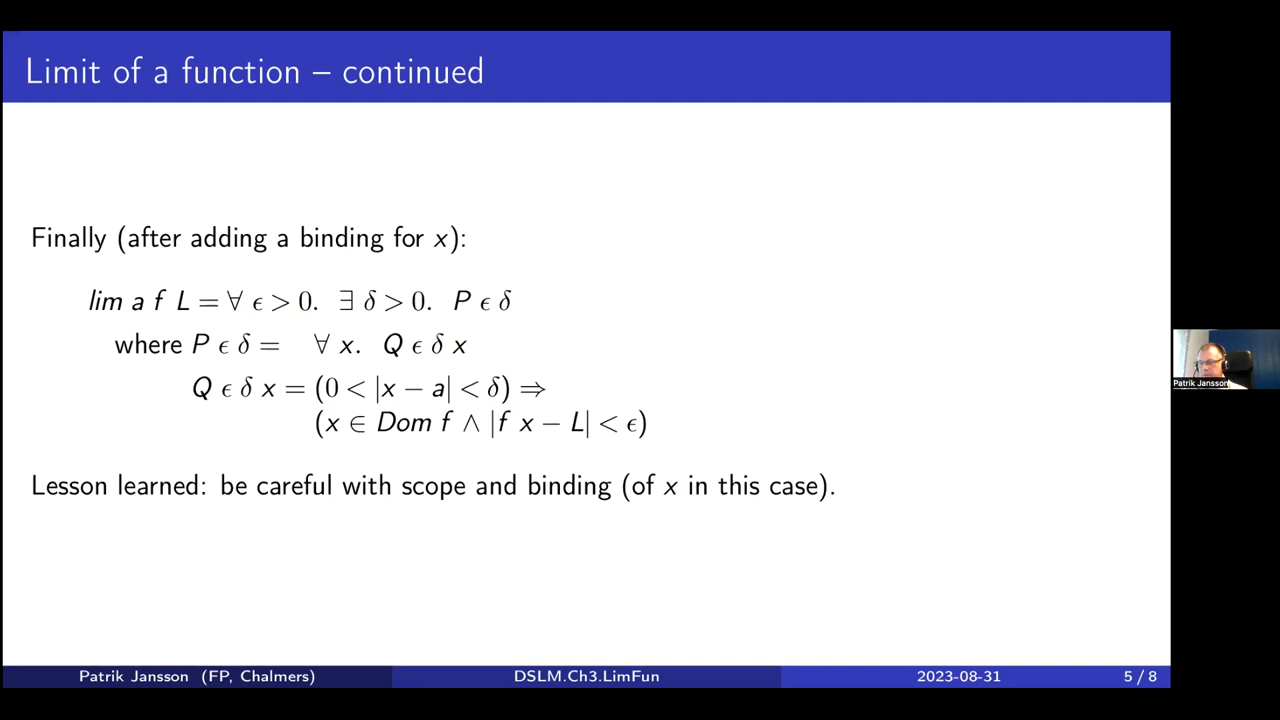 Limit of a function – continued
Finally (after adding a binding for x):
lim a f L = ∀ ϵ > 0. ∃ δ > 0. P ϵ δ
where P ϵ δ = ∀ x. Q ϵ δ x
Q ϵ δ x = (0 < |x − a| < δ) ⇒
(x ∈ Dom f ∧ |f x − L| < ϵ)
Lesson learned: be careful with scope and binding (of x in this case).
Patrik Jansson
Patrik Jansson (FP, Chalmers) DSLM.Ch3.LimFun 2023-08-31 5 / 8